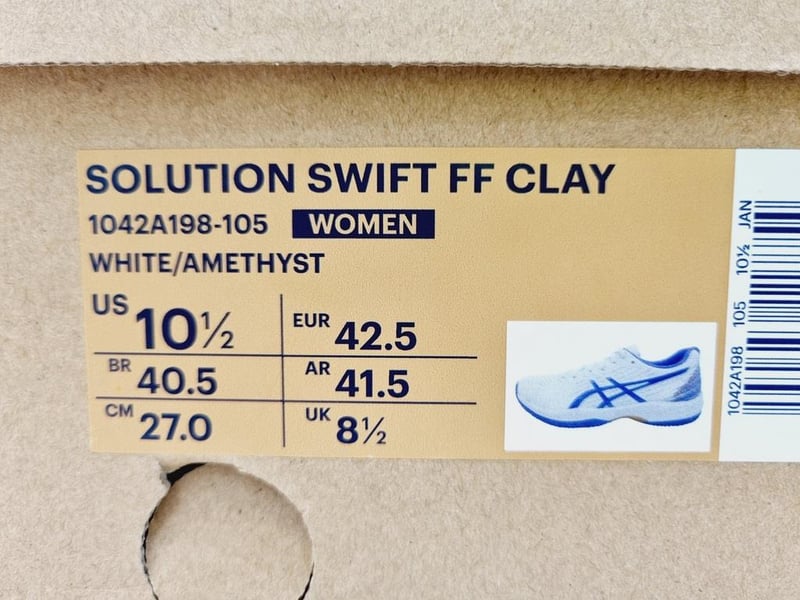 SOLUTION SWIFT FF CLAY
1042A198-105 WOMEN
WHITE/AMETHYST
US 10½ EUR 42.5
BR 40.5 AR 41.5
CM 27.0 UK 8½
1042A198 105 10½ JAN